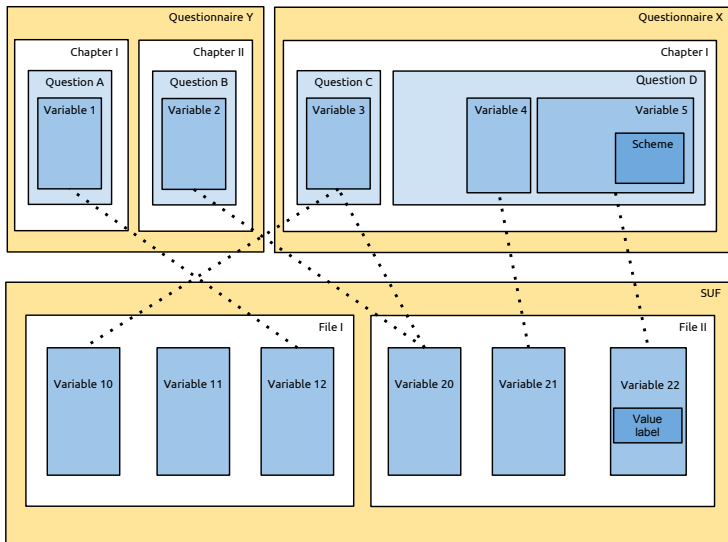 Questionnaire Y
Questionnaire X
Chapter I
Chapter II
Chapter I
Question A
Question B
Question C
Question D
Variable 1
Variable 2
Variable 3
Variable 4
Variable 5
Scheme
SUF
File I
File II
Variable 10
Variable 11
Variable 12
Variable 20
Variable 21
Variable 22
Value
label